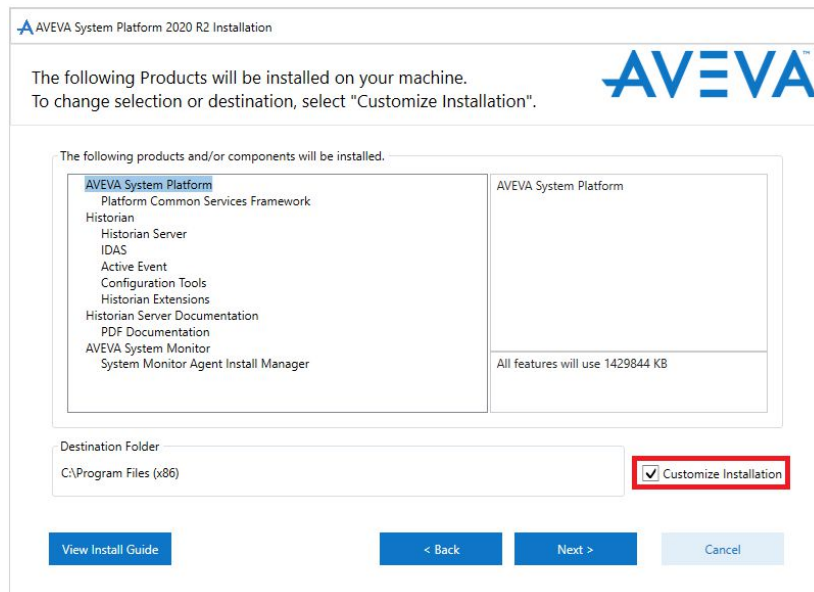 AVEVA System Platform 2020 R2 Installation
The following Products will be installed on your machine.
To change selection or destination, select "Customize Installation".
AVEVA™
The following products and/or components will be installed.
AVEVA System Platform
Platform Common Services Framework
Historian
Historian Server
IDAS
Active Event
Configuration Tools
Historian Extensions
Historian Server Documentation
PDF Documentation
AVEVA System Monitor
System Monitor Agent Install Manager
AVEVA System Platform
All features will use 1429844 KB
Destination Folder
C:\Program Files (x86)
Customize Installation
View Install Guide
< Back
Next >
Cancel